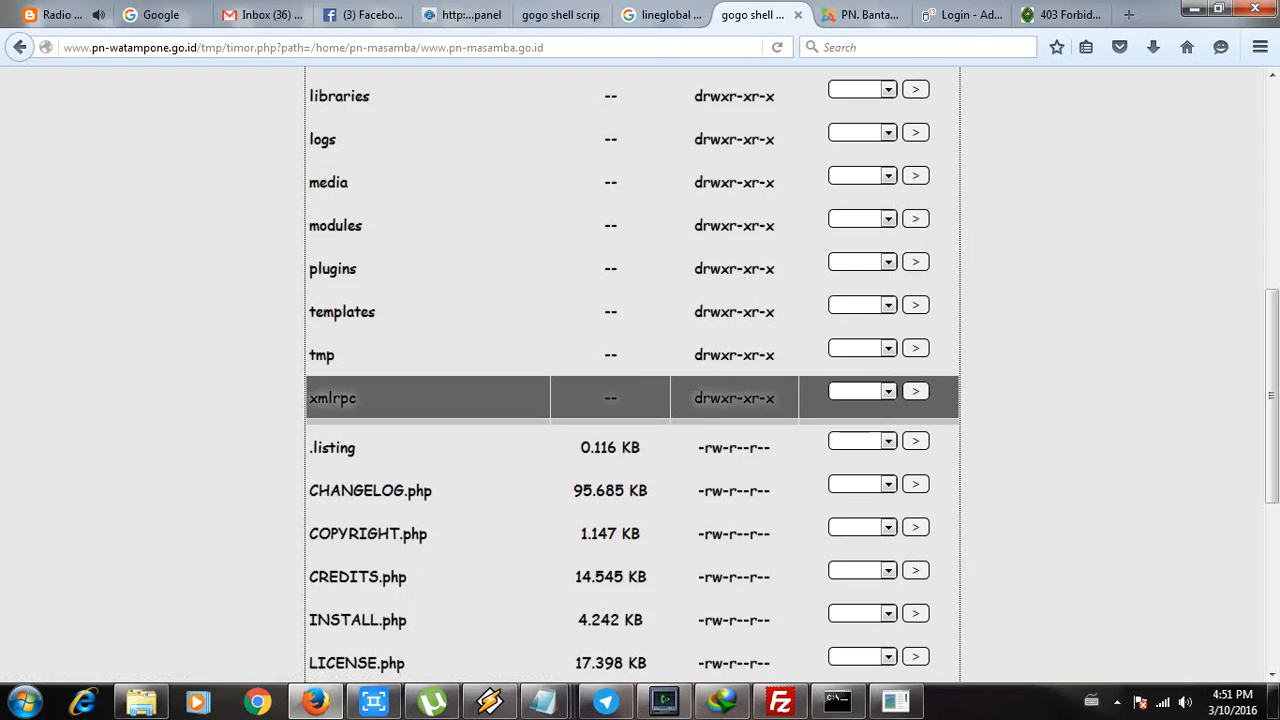 Radio ...
Google
Inbox (36) ...
(3) Facebo...
http:...panel
gogo shell scrip
lineglobal ...
gogo shell ...
PN. Banta...
Login - Ad...
403 Forbid...
www.pn-watampone.go.id/tmp/timor.php?path=/home/pn-masamba/www.pn-masamba.go.id
Search
libraries -- drwxr-xr-x >
logs -- drwxr-xr-x >
media -- drwxr-xr-x >
modules -- drwxr-xr-x >
plugins -- drwxr-xr-x >
templates -- drwxr-xr-x >
tmp -- drwxr-xr-x >
xmlrpc -- drwxr-xr-x >
.listing 0.116 KB -rw-r--r-- >
CHANGELOG.php 95.685 KB -rw-r--r-- >
COPYRIGHT.php 1.147 KB -rw-r--r-- >
CREDITS.php 14.545 KB -rw-r--r-- >
INSTALL.php 4.242 KB -rw-r--r-- >
LICENSE.php 17.398 KB -rw-r--r-- >
4:51 PM
3/10/2016